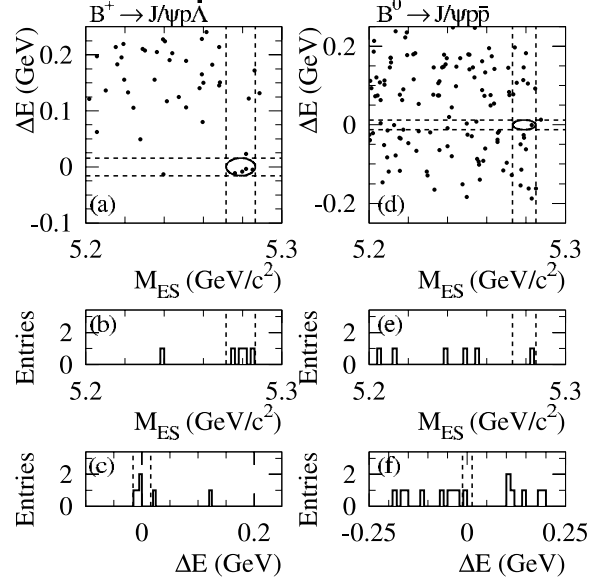 B⁺ → J/ψpΛ̄
B⁰ → J/ψpp̄
ΔE (GeV)
0.2
0.1
0
-0.1
(a)
5.2
5.3
M_ES (GeV/c²)
ΔE (GeV)
0.2
0
-0.2
(d)
5.2
5.3
M_ES (GeV/c²)
Entries
2
0
(b)
5.2
5.3
M_ES (GeV/c²)
Entries
2
0
(e)
5.2
5.3
M_ES (GeV/c²)
Entries
2
0
(c)
0
0.2
ΔE (GeV)
Entries
2
0
(f)
-0.25
0
0.25
ΔE (GeV)